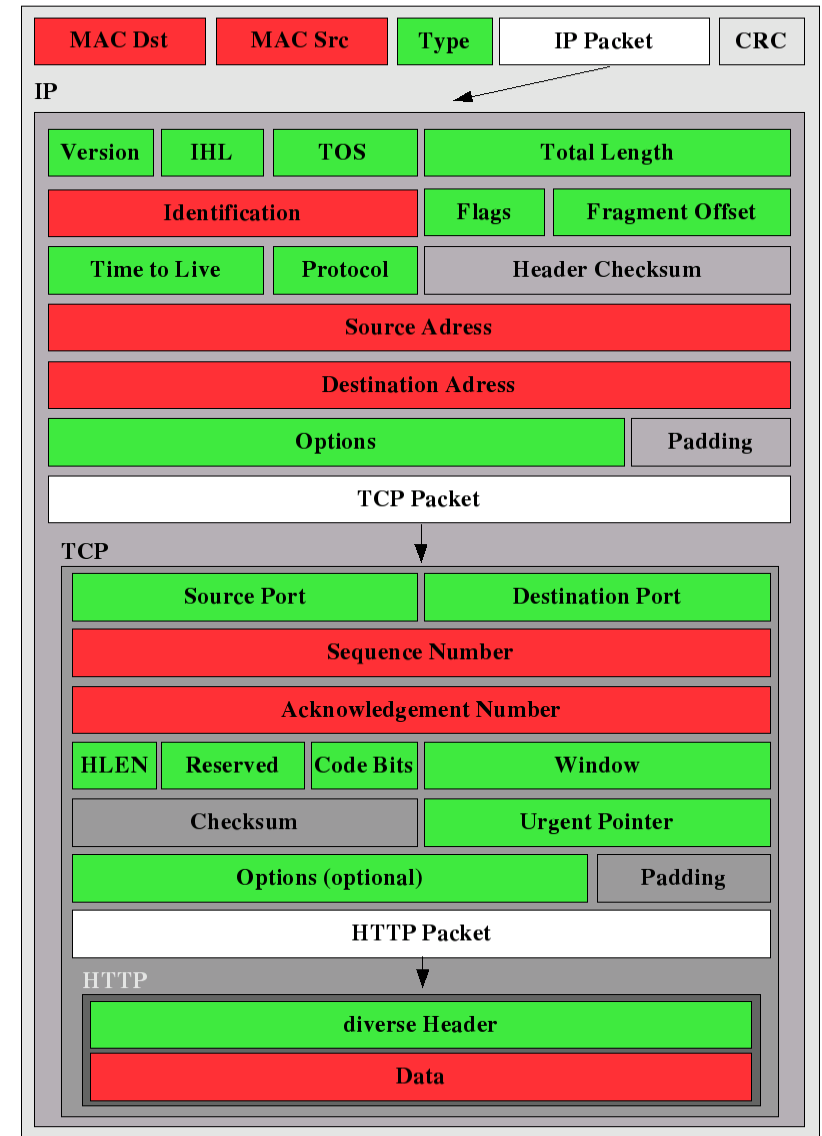 MAC Dst MAC Src Type IP Packet CRC
IP
Version IHL TOS Total Length
Identification Flags Fragment Offset
Time to Live Protocol Header Checksum
Source Adress
Destination Adress
Options Padding
TCP Packet
TCP
Source Port Destination Port
Sequence Number
Acknowledgement Number
HLEN Reserved Code Bits Window
Checksum Urgent Pointer
Options (optional) Padding
HTTP Packet
HTTP
diverse Header
Data